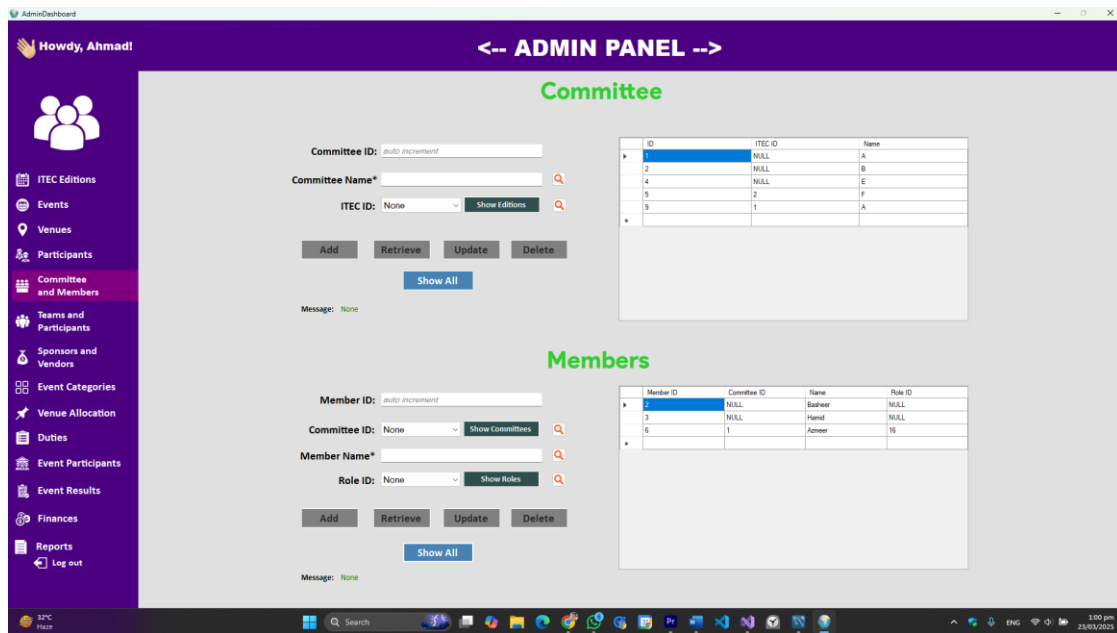 AdminDashboard
Howdy, Ahmad!
<-- ADMIN PANEL -->
ITEC Editions
Events
Venues
Participants
Committee
and Members
Teams and
Participants
Sponsors and
Vendors
Event Categories
Venue Allocation
Duties
Event Participants
Event Results
Finances
Reports
Log out
Committee
Committee ID: auto increment
Committee Name*
ITEC ID: None Show Editions
Add Retrieve Update Delete
Show All
Message: None
ID ITEC ID Name
1 NULL A
2 NULL B
4 NULL E
5 2 F
9 1 A
Members
Member ID: auto increment
Committee ID: None Show Committees
Member Name*
Role ID: None Show Roles
Add Retrieve Update Delete
Show All
Message: None
Member ID Committee ID Name Role ID
2 NULL Basheer NULL
3 NULL Hamid NULL
6 1 Azmeer 16
32°C
Haze
Search
ENG
1:00 pm
23/03/2025